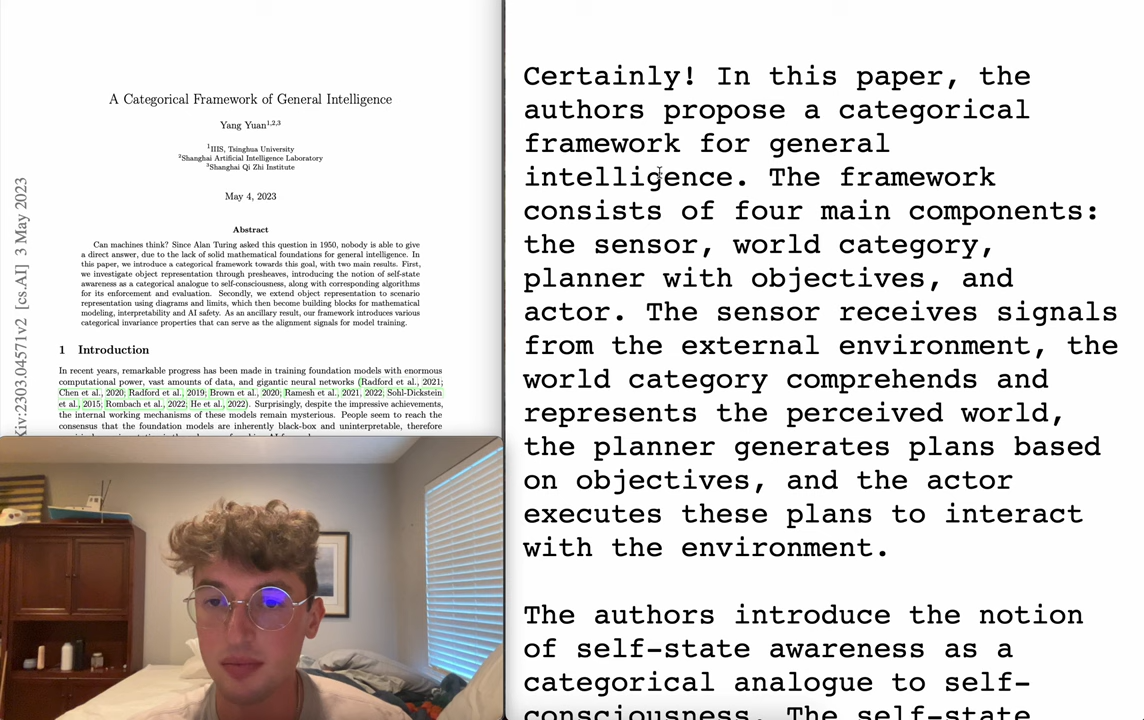 A Categorical Framework of General Intelligence
Yang Yuan1,2,3
1IIIS, Tsinghua University
2Shanghai Artificial Intelligence Laboratory
3Shanghai Qi Zhi Institute
May 4, 2023
Abstract
Can machines think? Since Alan Turing asked this question in 1950, nobody is able to give
a direct answer, due to the lack of solid mathematical foundations for general intelligence. In
this paper, we introduce a categorical framework towards this goal, with two main results. First,
we investigate object representation through presheaves, introducing the notion of self-state
awareness as a categorical analogue to self-consciousness, along with corresponding algorithms
for its enforcement and evaluation. Secondly, we extend object representation to scenario
representation using diagrams and limits, which then become building blocks for mathematical
modeling, interpretability and AI safety. As an ancillary result, our framework introduces various
categorical invariance properties that can serve as the alignment signals for model training.
1 Introduction
In recent years, remarkable progress has been made in training foundation models with enormous
computational power, vast amounts of data, and gigantic neural networks (Radford et al., 2021;
Chen et al., 2020; Radford et al., 2019; Brown et al., 2020; Ramesh et al., 2021, 2022; Sohl-Dickstein
et al., 2015; Rombach et al., 2022; He et al., 2022). Surprisingly, despite the impressive achievements,
the internal working mechanisms of these models remain mysterious. People seem to reach the
consensus that the foundation models are inherently black-box and uninterpretable, therefore
Xiv:2303.04571v2 [cs.AI] 3 May 2023
Certainly! In this paper, the
authors propose a categorical
framework for general
intelligence. The framework
consists of four main components:
the sensor, world category,
planner with objectives, and
actor. The sensor receives signals
from the external environment, the
world category comprehends and
represents the perceived world,
the planner generates plans based
on objectives, and the actor
executes these plans to interact
with the environment.
The authors introduce the notion
of self-state awareness as a
categorical analogue to self-
consciousness. The self-state